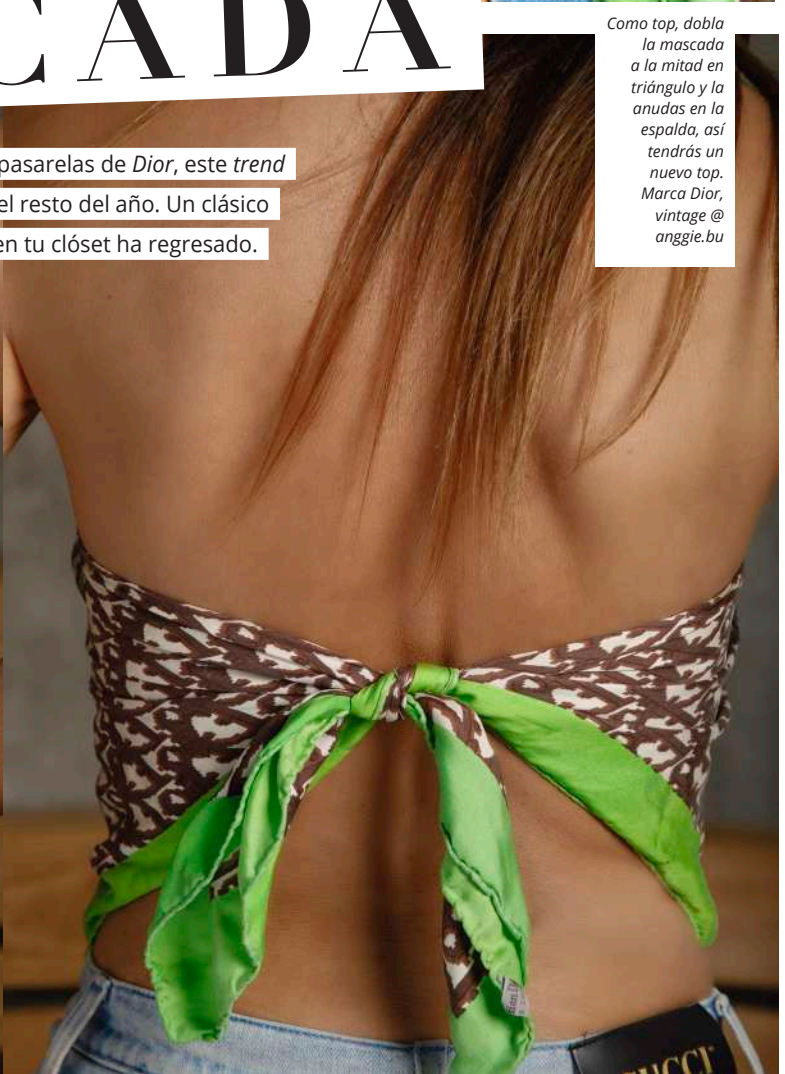 CADA
pasarelas de Dior, este trend
el resto del año. Un clásico
en tu clóset ha regresado.
Como top, dobla
la mascada
a la mitad en
triángulo y la
anudas en la
espalda, así
tendrás un
nuevo top.
Marca Dior,
vintage @
anggie.bu